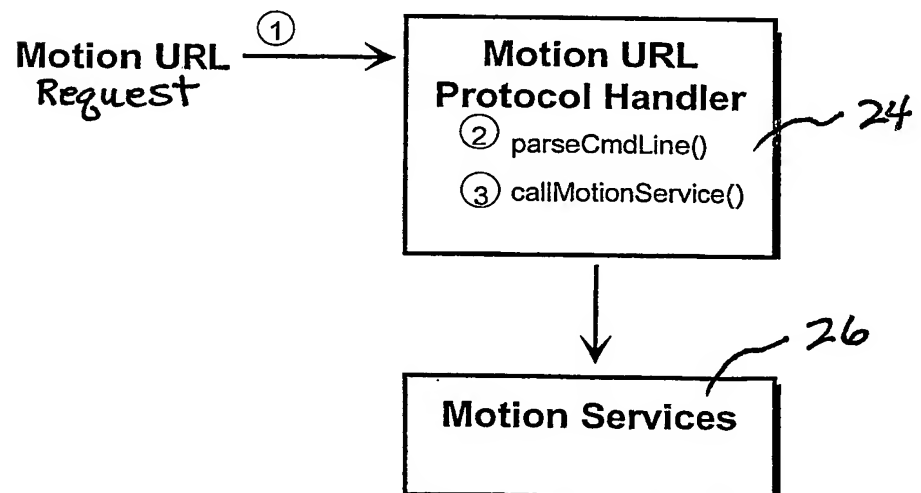 ①
Motion URL
Request
Motion URL
Protocol Handler
② parseCmdLine()
③ callMotionService()
24
26
Motion Services